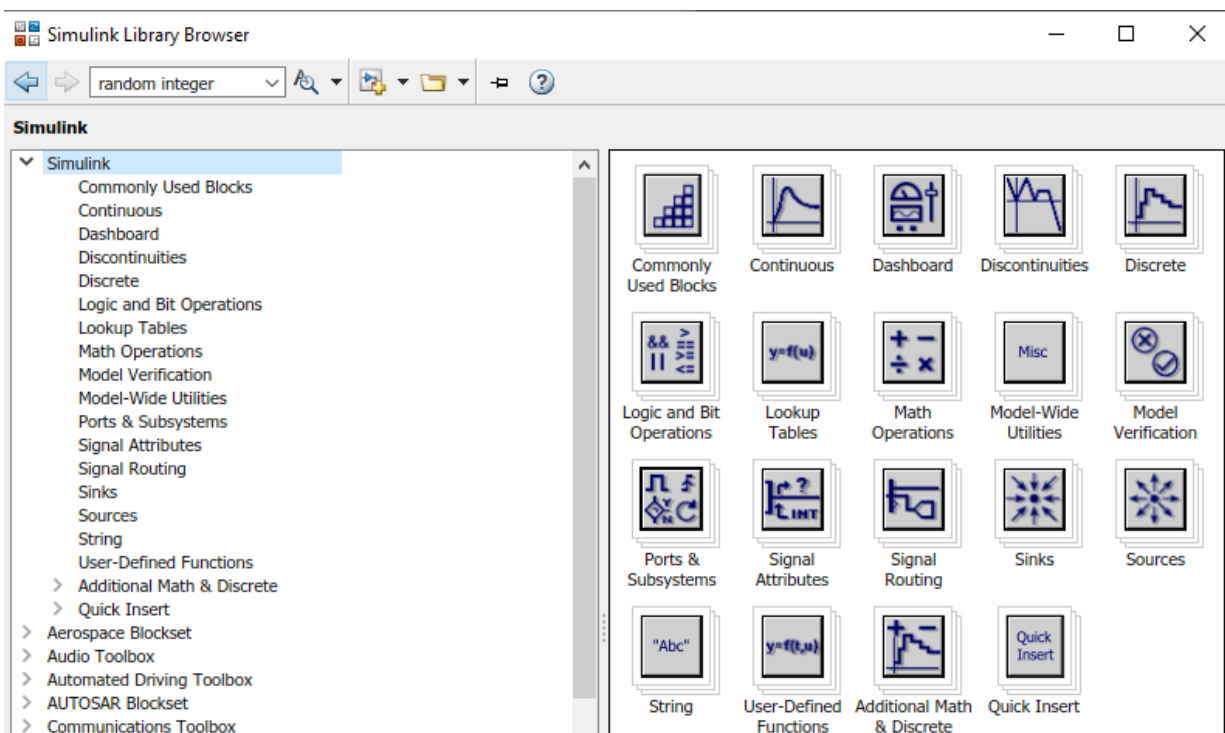 Simulink Library Browser
random integer
Simulink
Simulink
Commonly Used Blocks
Continuous
Dashboard
Discontinuities
Discrete
Logic and Bit Operations
Lookup Tables
Math Operations
Model Verification
Model-Wide Utilities
Ports & Subsystems
Signal Attributes
Signal Routing
Sinks
Sources
String
User-Defined Functions
Additional Math & Discrete
Quick Insert
Aerospace Blockset
Audio Toolbox
Automated Driving Toolbox
AUTOSAR Blockset
Communications Toolbox
Commonly
Used Blocks
Continuous
Dashboard
Discontinuities
Discrete
&& >
==
|| >=
<=
y=f(u)
+ −
÷ ×
Misc
Logic and Bit
Operations
Lookup
Tables
Math
Operations
Model-Wide
Utilities
Model
Verification
Y
N
?
t INT
Ports &
Subsystems
Signal
Attributes
Signal
Routing
Sinks
Sources
"Abc"
y=f(t,u)
+ −
Quick
Insert
String
User-Defined
Functions
Additional Math
& Discrete
Quick Insert